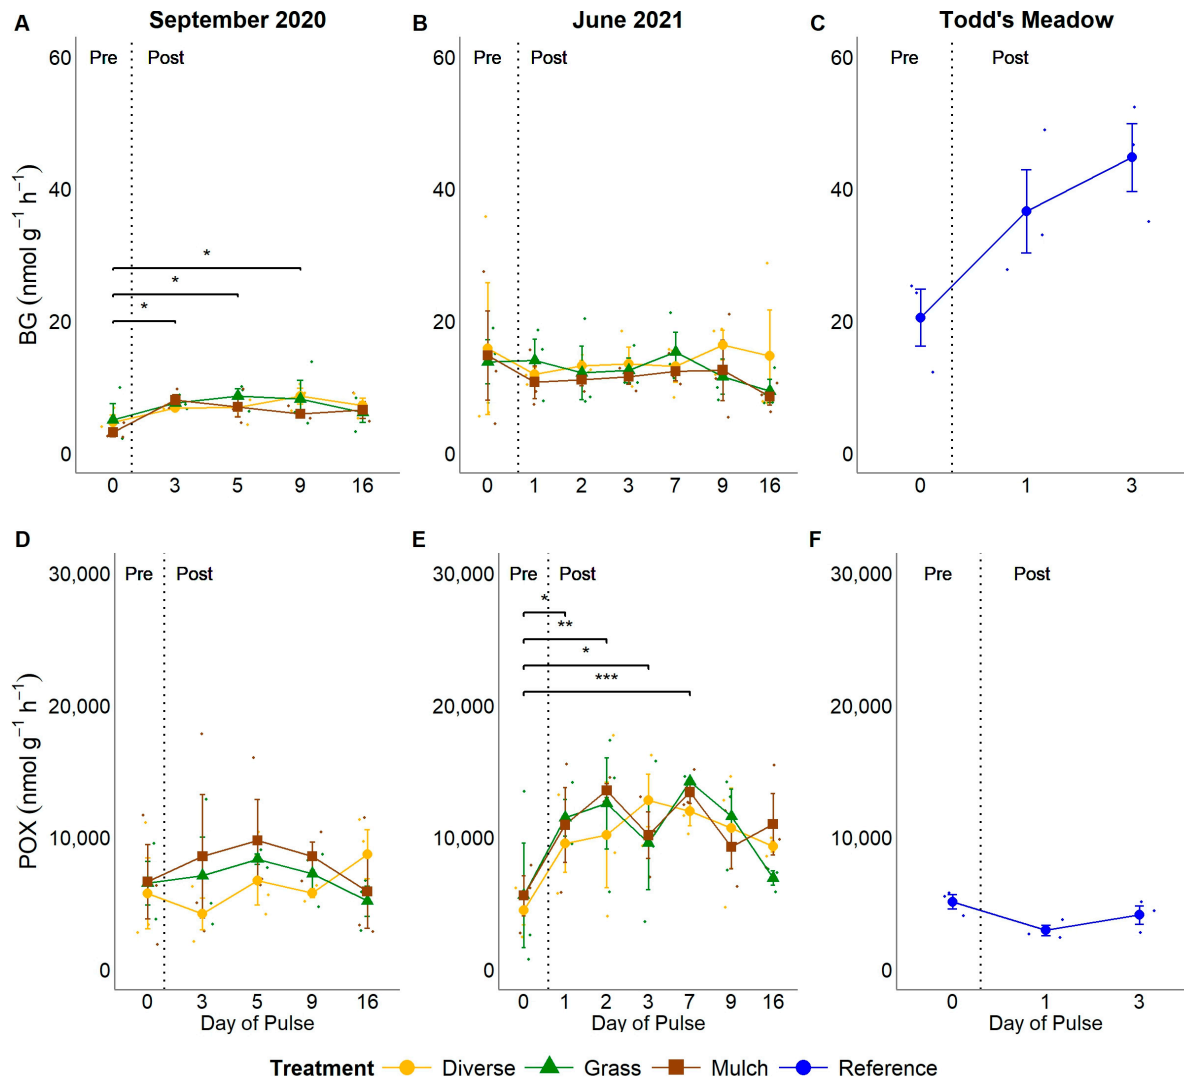 A September 2020 B June 2021 C Todd's Meadow
BG (nmol g⁻¹ h⁻¹)
60
40
20
0
Pre Post
*
*
*
0 3 5 9 16
60
40
20
0
Pre Post
0 1 2 3 7 9 16
60
40
20
0
Pre Post
0 1 3
D E F
POX (nmol g⁻¹ h⁻¹)
30,000
20,000
10,000
0
Pre Post
0 3 5 9 16
Day of Pulse
30,000
20,000
10,000
0
Pre Post
*
**
*
***
0 1 2 3 7 9 16
Day of Pulse
30,000
20,000
10,000
0
Pre Post
0 1 3
Day of Pulse
Treatment Diverse Grass Mulch Reference